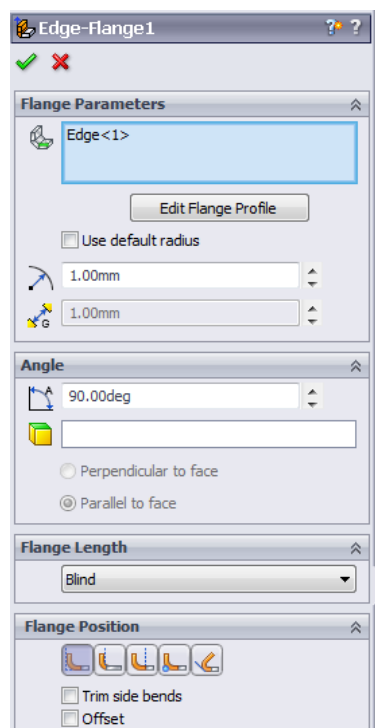 Edge-Flange1 ? ?
Flange Parameters
Edge<1>
Edit Flange Profile
Use default radius
1.00mm
G 1.00mm
Angle
A 90.00deg
Perpendicular to face
Parallel to face
Flange Length
Blind
Flange Position
Trim side bends
Offset